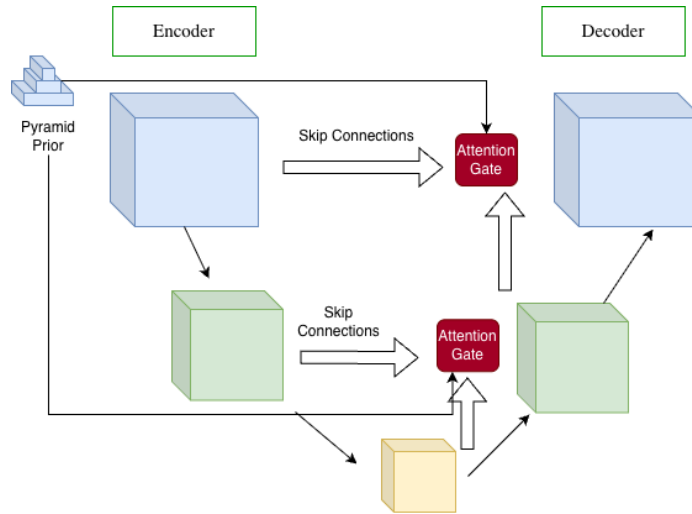 Encoder
Decoder
Pyramid
Prior
Skip Connections
Attention
Gate
Skip
Connections
Attention
Gate